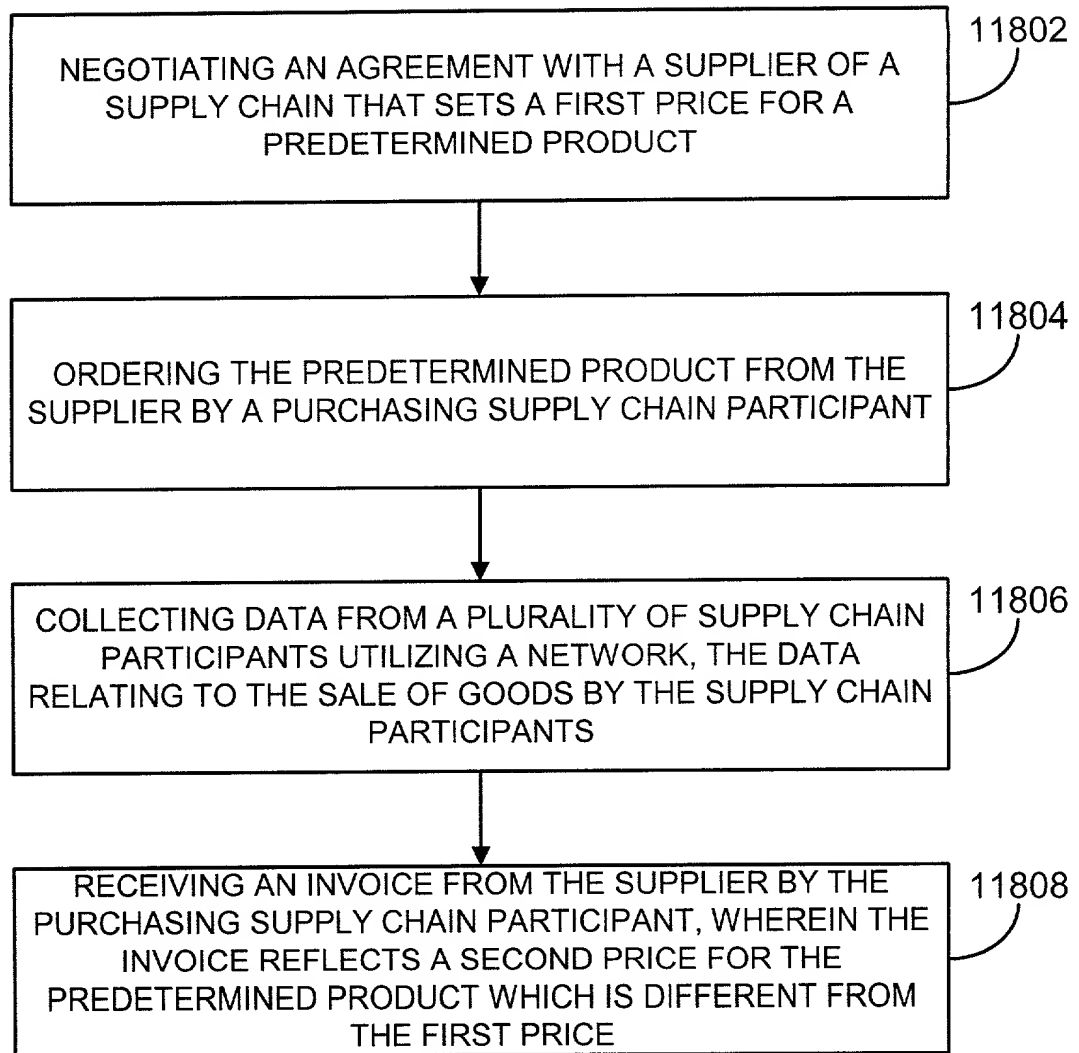 11802
NEGOTIATING AN AGREEMENT WITH A SUPPLIER OF A
SUPPLY CHAIN THAT SETS A FIRST PRICE FOR A
PREDETERMINED PRODUCT
11804
ORDERING THE PREDETERMINED PRODUCT FROM THE
SUPPLIER BY A PURCHASING SUPPLY CHAIN PARTICIPANT
11806
COLLECTING DATA FROM A PLURALITY OF SUPPLY CHAIN
PARTICIPANTS UTILIZING A NETWORK, THE DATA
RELATING TO THE SALE OF GOODS BY THE SUPPLY CHAIN
PARTICIPANTS
11808
RECEIVING AN INVOICE FROM THE SUPPLIER BY THE
PURCHASING SUPPLY CHAIN PARTICIPANT, WHEREIN THE
INVOICE REFLECTS A SECOND PRICE FOR THE
PREDETERMINED PRODUCT WHICH IS DIFFERENT FROM
THE FIRST PRICE